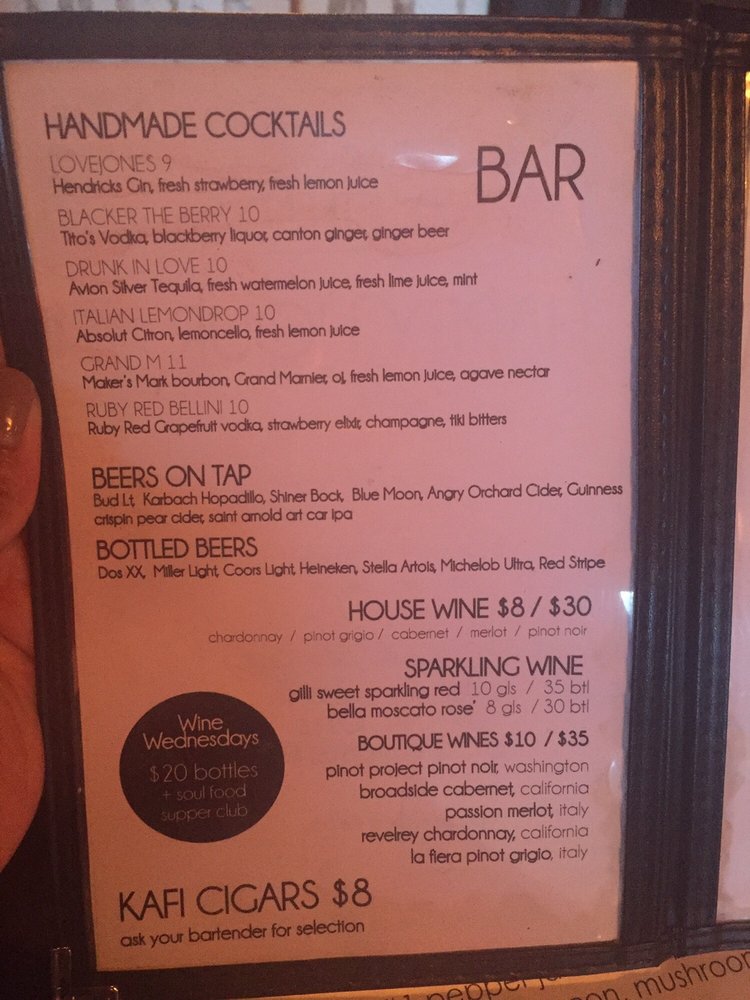 HANDMADE COCKTAILS
BAR
LOVEJONES 9
Hendricks Gin, fresh strawberry, fresh lemon juice
BLACKER THE BERRY 10
Tito's Vodka, blackberry liquor, canton ginger, ginger beer
DRUNK IN LOVE 10
Avion Silver Tequila, fresh watermelon juice, fresh lime juice, mint
ITALIAN LEMONDROP 10
Absolut Citron, lemoncello, fresh lemon juice
GRAND M 11
Maker's Mark bourbon, Grand Marnier, oj, fresh lemon juice, agave nectar
RUBY RED BELLINI 10
Ruby Red Grapefruit vodka, strawberry elixir, champagne, tiki bitters
BEERS ON TAP
Bud Lt, Karbach Hopadillo, Shiner Bock, Blue Moon, Angry Orchard Cider, Guinness
crispin pear cider, saint arnold art car ipa
BOTTLED BEERS
Dos XX, Miller Light, Coors Light, Heineken, Stella Artois, Michelob Ultra, Red Stripe
HOUSE WINE $8 / $30
chardonnay / pinot grigio / cabernet / merlot / pinot noir
SPARKLING WINE
gilli sweet sparkling red 10 gls / 35 btl
bella moscato rose' 8 gls / 30 btl
Wine
Wednesdays
$20 bottles
+ soul food
supper club
BOUTIQUE WINES $10 / $35
pinot project pinot noir, washington
broadside cabernet, california
passion merlot, italy
revelrey chardonnay, california
la fiera pinot grigio, italy
KAFI CIGARS $8
ask your bartender for selection
mushroom